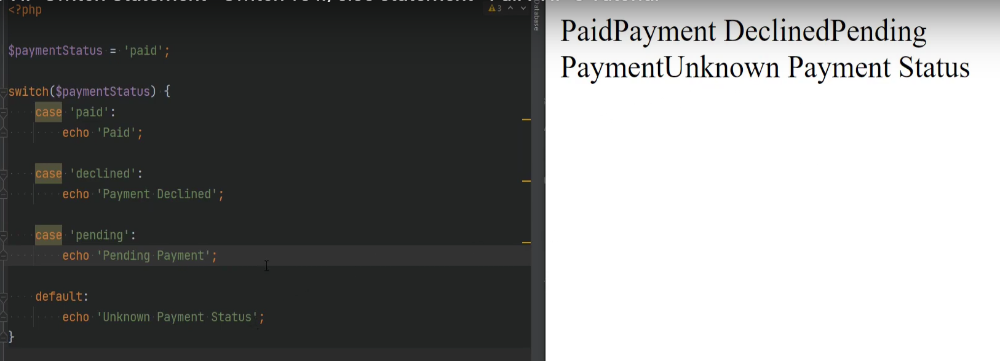 <?php
3
Database
$paymentStatus = 'paid';
switch($paymentStatus) {
case 'paid':
echo 'Paid';
case 'declined':
echo 'Payment Declined';
case 'pending':
echo 'Pending Payment';
default:
echo 'Unknown Payment Status';
}
PaidPayment DeclinedPending
PaymentUnknown Payment Status